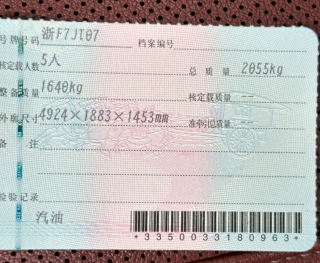 号牌号码 浙F7Jl07 档案编号
核定载人数 5人 总质量 2055kg
整备质量 1640kg 核定载质量 --
外廓尺寸 4924×1883×1453mm 准牵引总质量 --
备注
检验记录
汽油
*3350033180963*